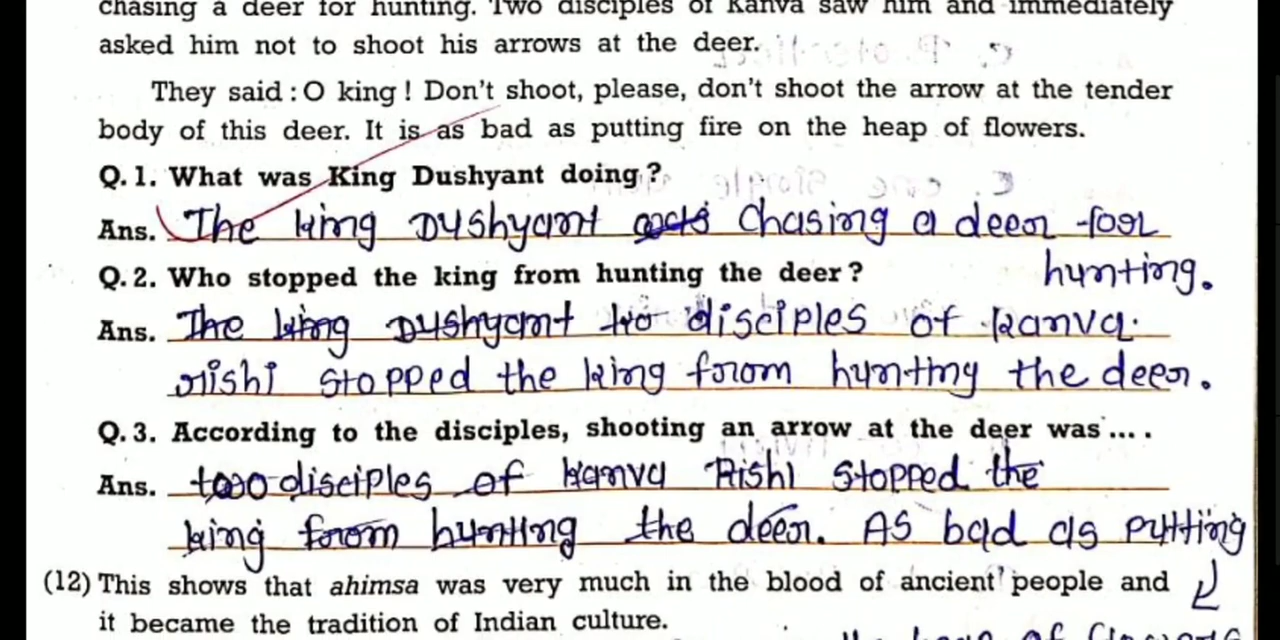 chasing a deer for hunting. Two disciples of Kanva saw him and immediately
asked him not to shoot his arrows at the deer.
They said : O king ! Don't shoot, please, don't shoot the arrow at the tender
body of this deer. It is as bad as putting fire on the heap of flowers.
Q. 1. What was King Dushyant doing ?
Ans. The king Dushyant chasing a deer for
hunting.
Q. 2. Who stopped the king from hunting the deer ?
Ans. The king Dushyant two disciples of Kanva.
rishi stopped the king from hunting the deer.
Q. 3. According to the disciples, shooting an arrow at the deer was ... .
Ans. two disciples of Kanva Rishi stopped the
king from hunting the deer. As bad as putting
(12) This shows that ahimsa was very much in the blood of ancient people and
it became the tradition of Indian culture.
the heap of flowers